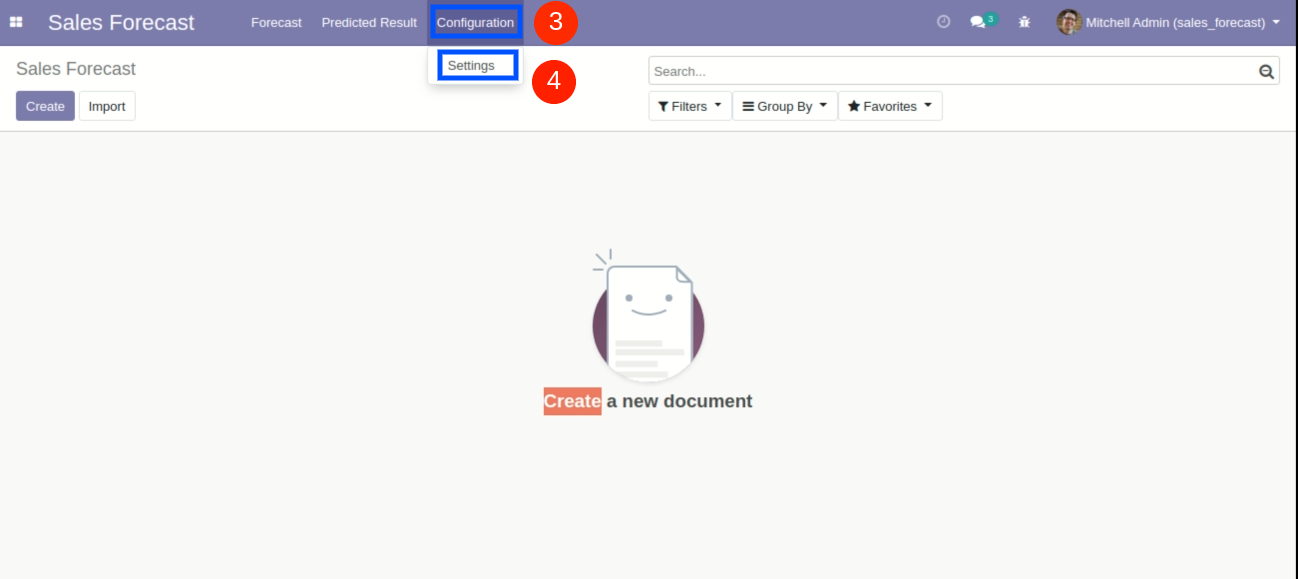 Sales Forecast Forecast Predicted Result Configuration 3 3 Mitchell Admin (sales_forecast)
Sales Forecast Settings 4 Search...
Create Import Filters Group By Favorites
Create a new document